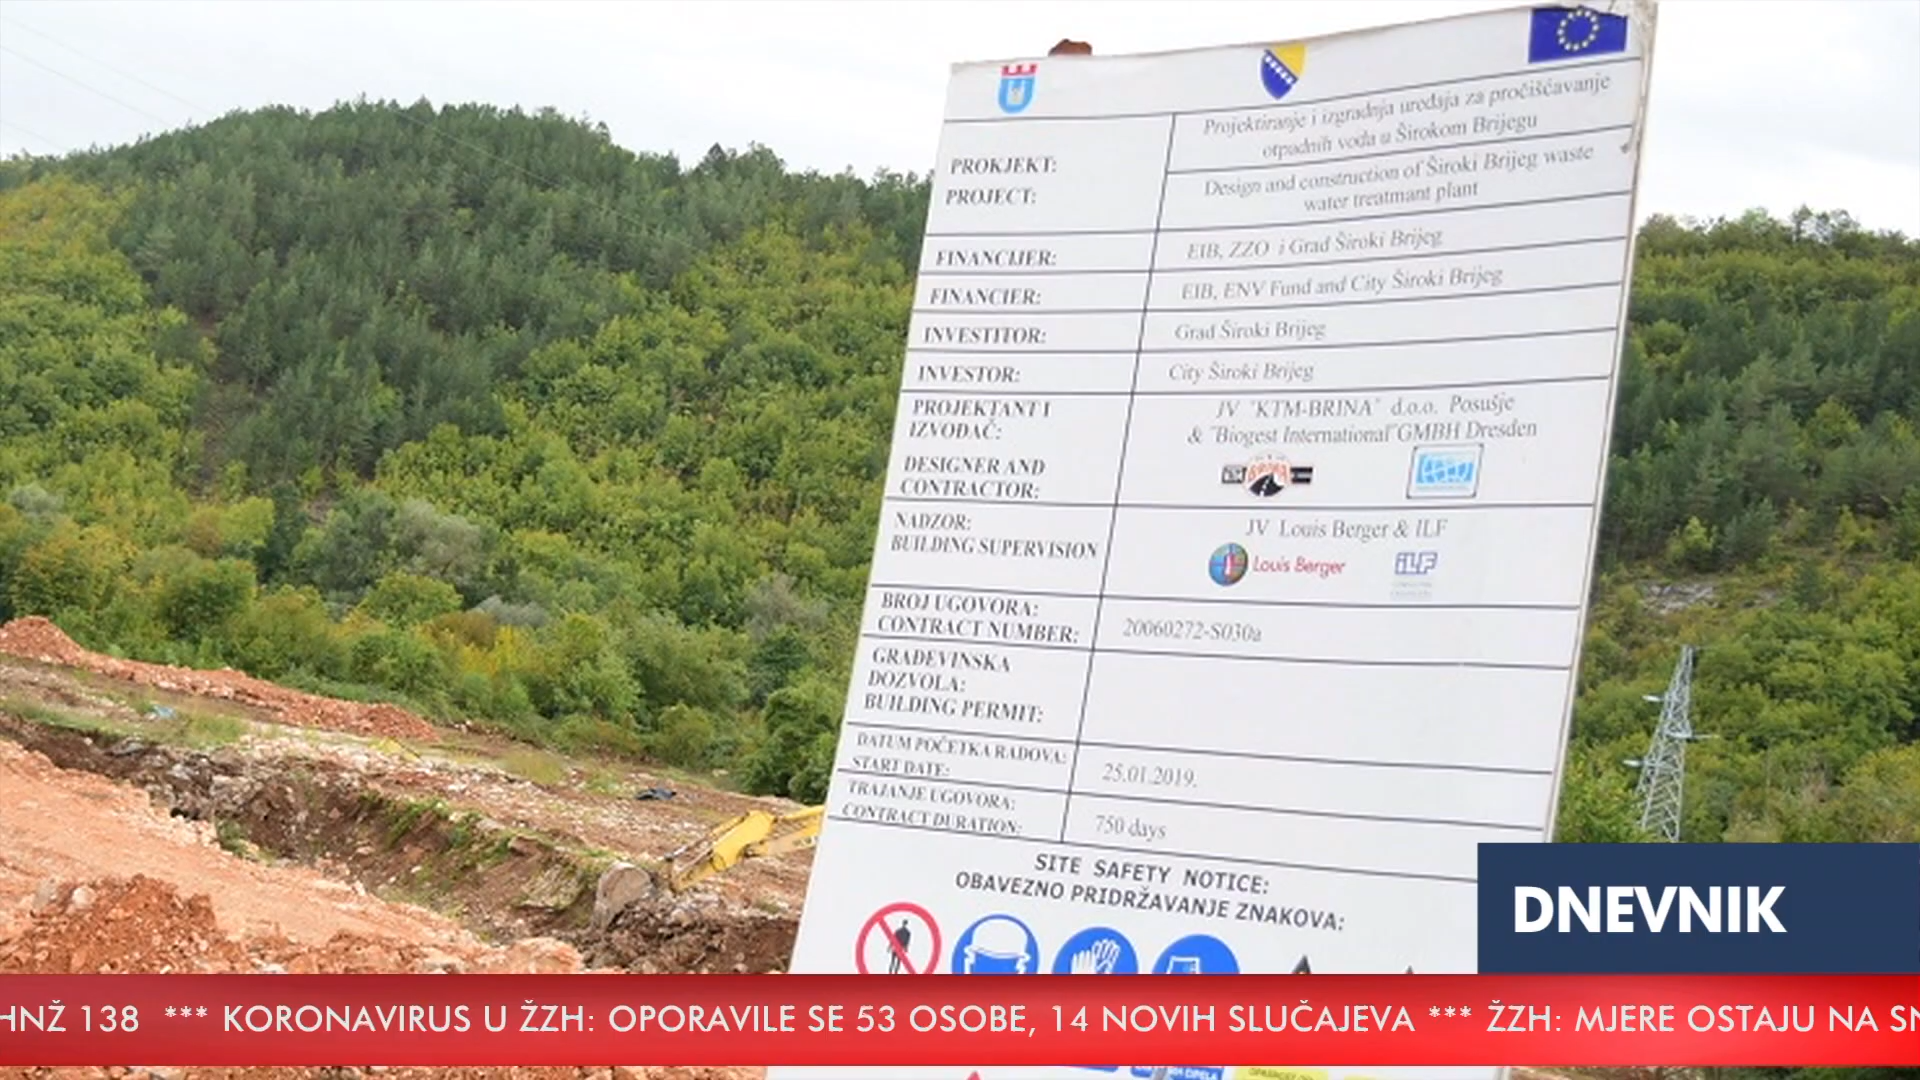 PROKJEKT:
PROJECT:
Projektiranje i izgradnja uređaja za pročišćavanje
otpadnih voda u Širokom Brijegu
Design and construction of Široki Brijeg waste
water treatmant plant
FINANCIJER:
EIB, ZZO i Grad Široki Brijeg
FINANCIER:
EIB, ENV Fund and City Široki Brijeg
INVESTITOR:
Grad Široki Brijeg
INVESTOR:
City Široki Brijeg
PROJEKTANT I
IZVOĐAČ:
DESIGNER AND
CONTRACTOR:
JV "KTM-BRINA" d.o.o. Posušje
& "Biogest International" GMBH Dresden
BRINA
NADZOR:
BUILDING SUPERVISION
JV Louis Berger & ILF
Louis Berger
iLF
BROJ UGOVORA:
CONTRACT NUMBER:
20060272-S030a
GRAĐEVINSKA
DOZVOLA:
BUILDING PERMIT:
DATUM POČETKA RADOVA:
START DATE:
25.01.2019.
TRAJANJE UGOVORA:
CONTRACT DURATION:
750 days
SITE SAFETY NOTICE:
OBAVEZNO PRIDRŽAVANJE ZNAKOVA:
DNEVNIK
HNŽ 138 *** KORONAVIRUS U ŽZH: OPORAVILE SE 53 OSOBE, 14 NOVIH SLUČAJEVA *** ŽZH: MJERE OSTAJU NA SN